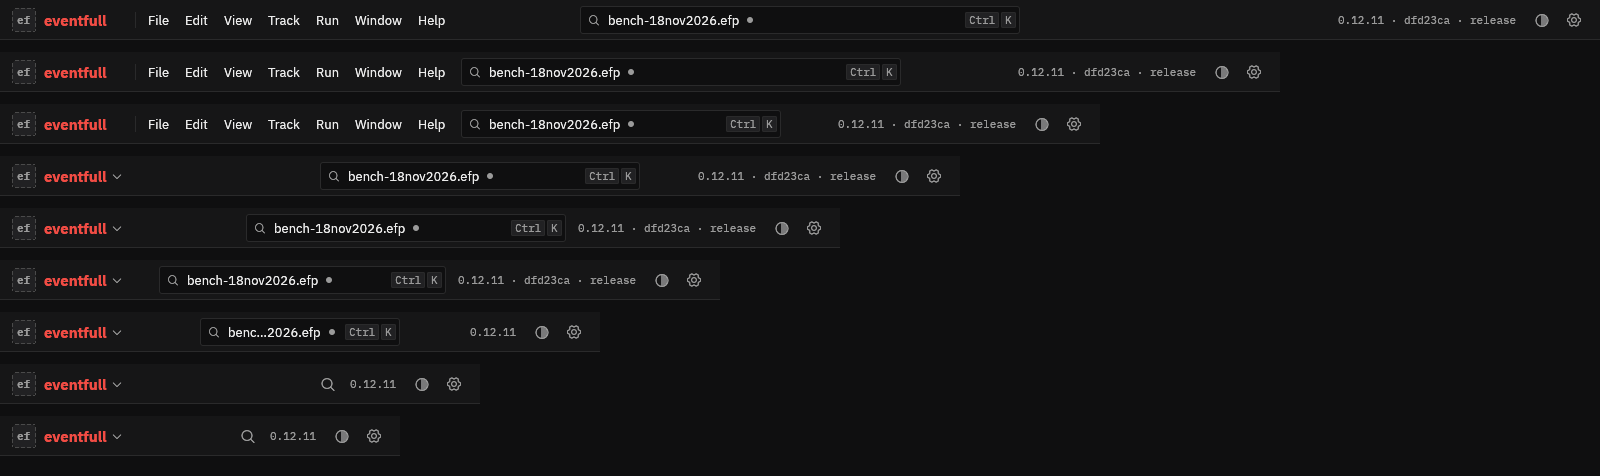 ef eventfull File Edit View Track Run Window Help bench-18nov2026.efp Ctrl K 0.12.11 · dfd23ca · release
ef eventfull File Edit View Track Run Window Help bench-18nov2026.efp Ctrl K 0.12.11 · dfd23ca · release
ef eventfull File Edit View Track Run Window Help bench-18nov2026.efp Ctrl K 0.12.11 · dfd23ca · release
ef eventfull bench-18nov2026.efp Ctrl K 0.12.11 · dfd23ca · release
ef eventfull bench-18nov2026.efp Ctrl K 0.12.11 · dfd23ca · release
ef eventfull bench-18nov2026.efp Ctrl K 0.12.11 · dfd23ca · release
ef eventfull benc...2026.efp Ctrl K 0.12.11
ef eventfull 0.12.11
ef eventfull 0.12.11